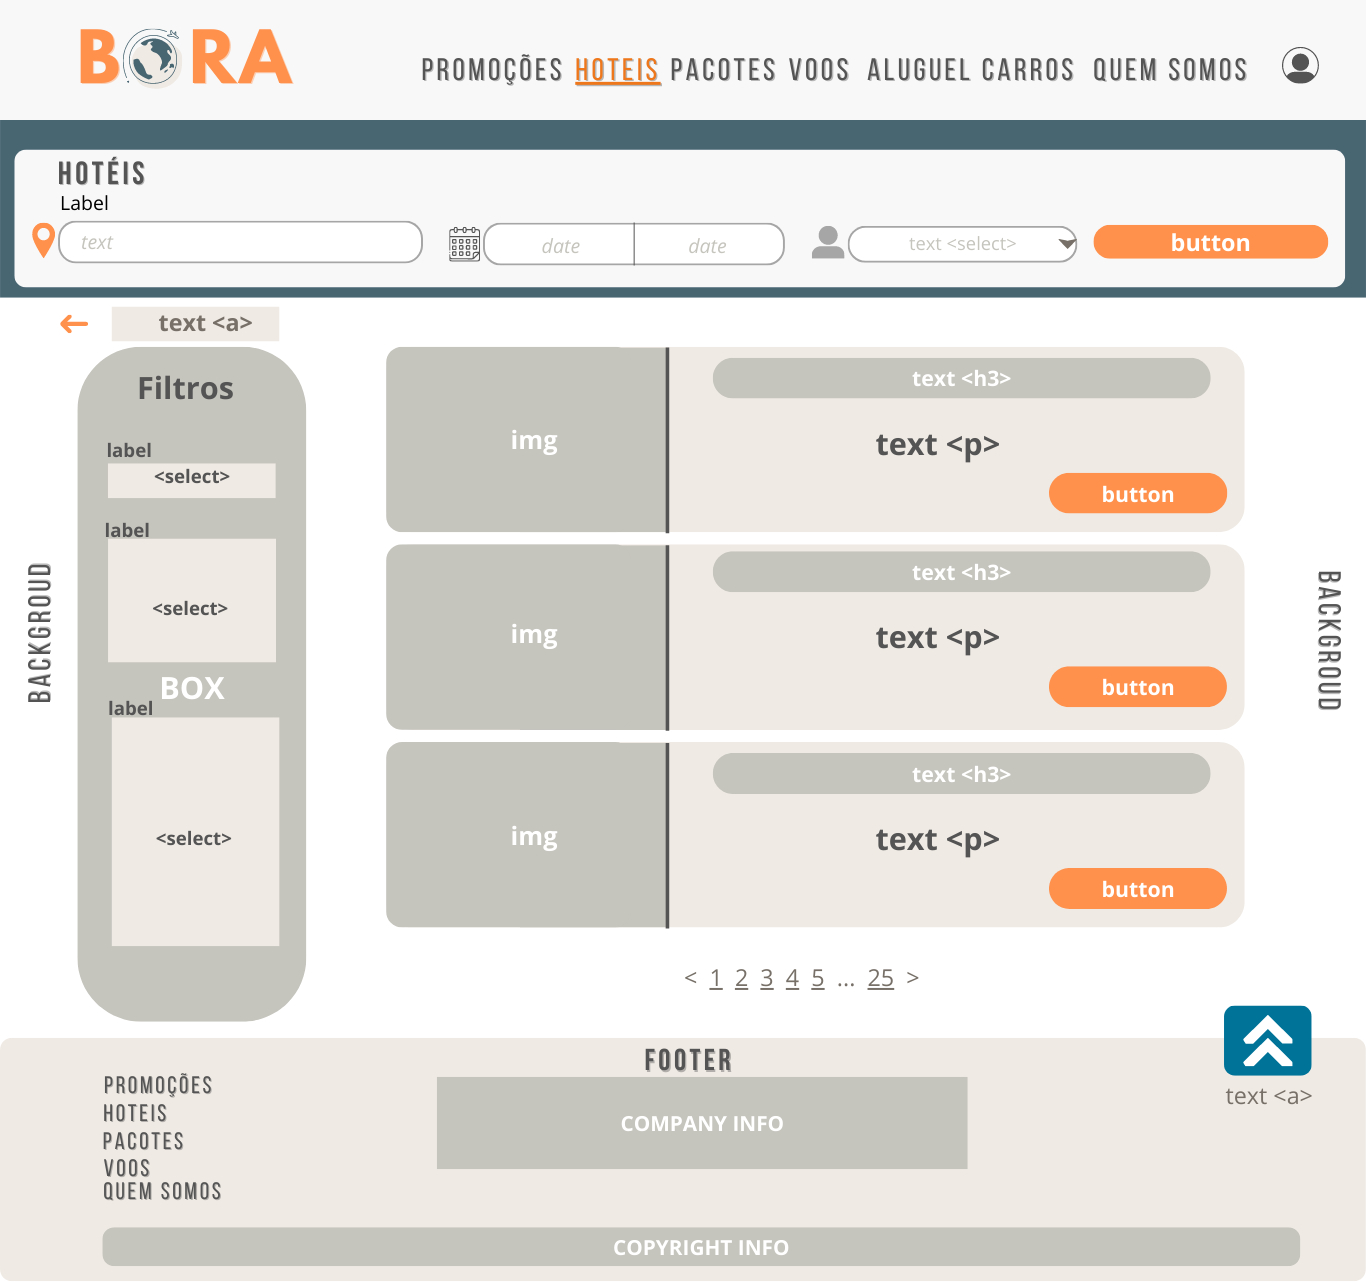 BORA
PROMOÇÕES HOTEIS PACOTES VOOS ALUGUEL CARROS QUEM SOMOS
HOTÉIS
Label
text
date
date
text <select>
button
text <a>
Filtros
label
<select>
label
<select>
BOX
label
<select>
BACKGROUD
img
text <h3>
text <p>
button
img
text <h3>
text <p>
button
img
text <h3>
text <p>
button
BACKGROUD
< 1 2 3 4 5 ... 25 >
FOOTER
PROMOÇÕES
HOTEIS
PACOTES
VOOS
QUEM SOMOS
COMPANY INFO
text <a>
COPYRIGHT INFO